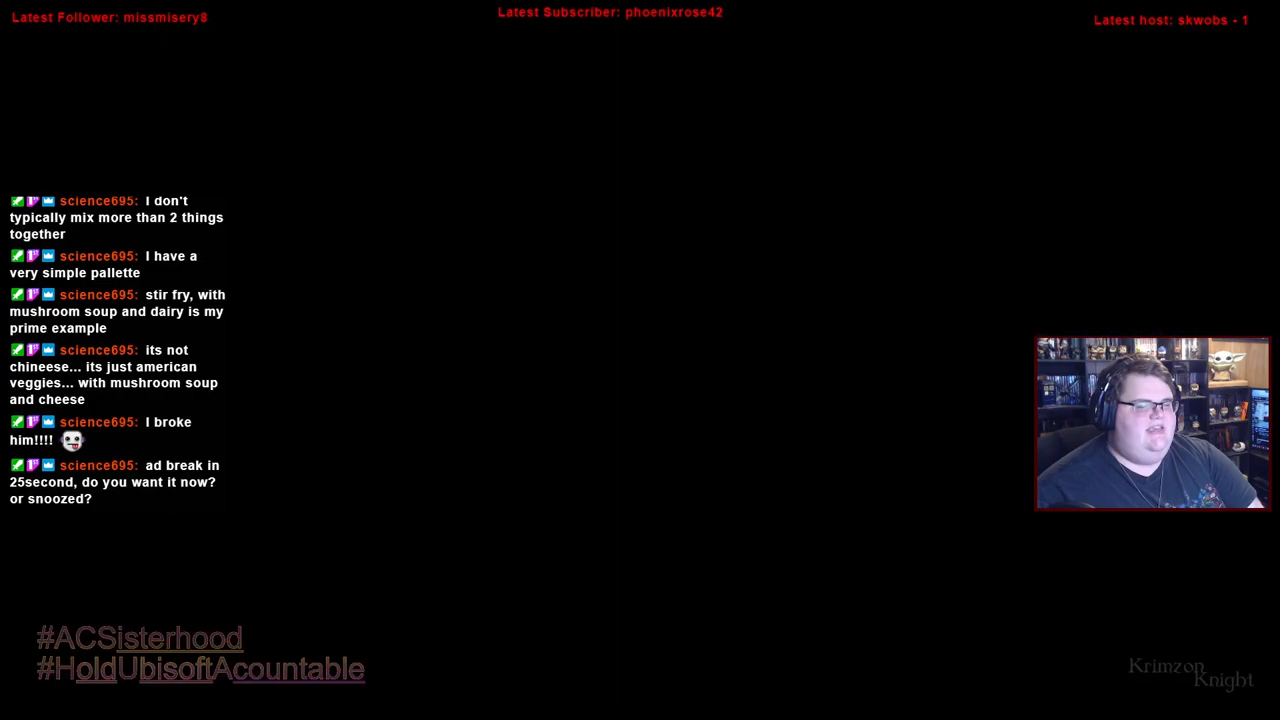 Latest Follower: missmisery8
Latest Subscriber: phoenixrose42
Latest host: skwobs - 1
science695: I don't
typically mix more than 2 things
together
science695: I have a
very simple pallette
science695: stir fry, with
mushroom soup and dairy is my
prime example
science695: its not
chineese... its just american
veggies... with mushroom soup
and cheese
science695: I broke
him!!!!
science695: ad break in
25second, do you want it now?
or snoozed?
#ACSisterhood
#HoldUbisoftAcountable
Krimzon
Knight